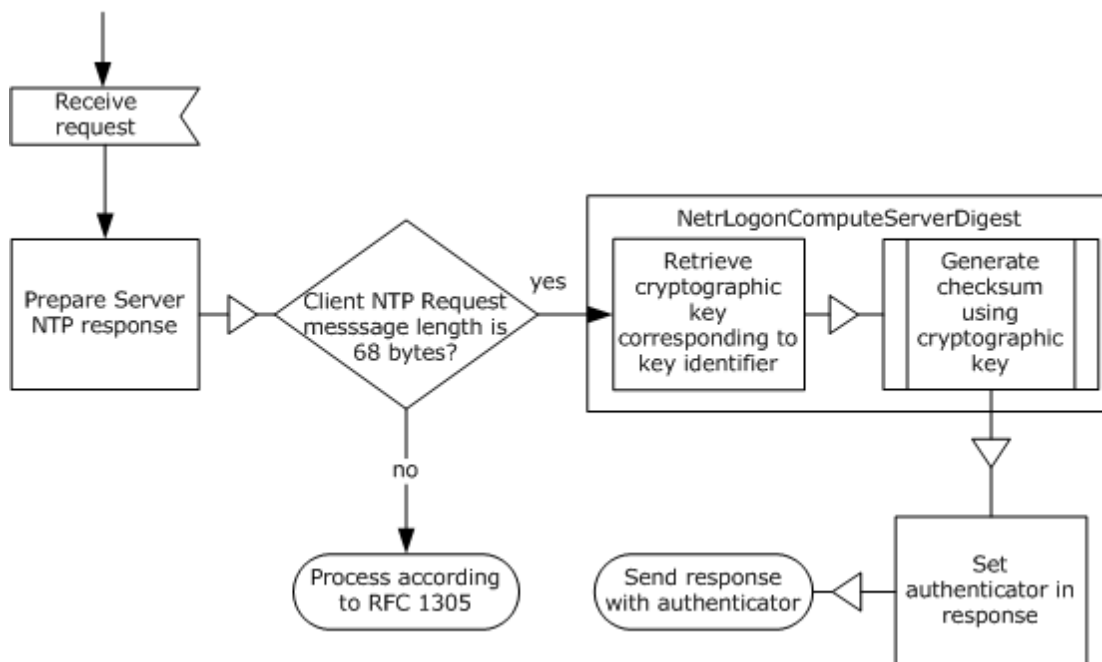 Receive
request
Prepare Server
NTP response
Client NTP Request
messsage length is
68 bytes?
yes
no
NetrLogonComputeServerDigest
Retrieve
cryptographic
key
corresponding to
key identifier
Generate
checksum
using
cryptographic
key
Process according
to RFC 1305
Send response
with authenticator
Set
authenticator in
response